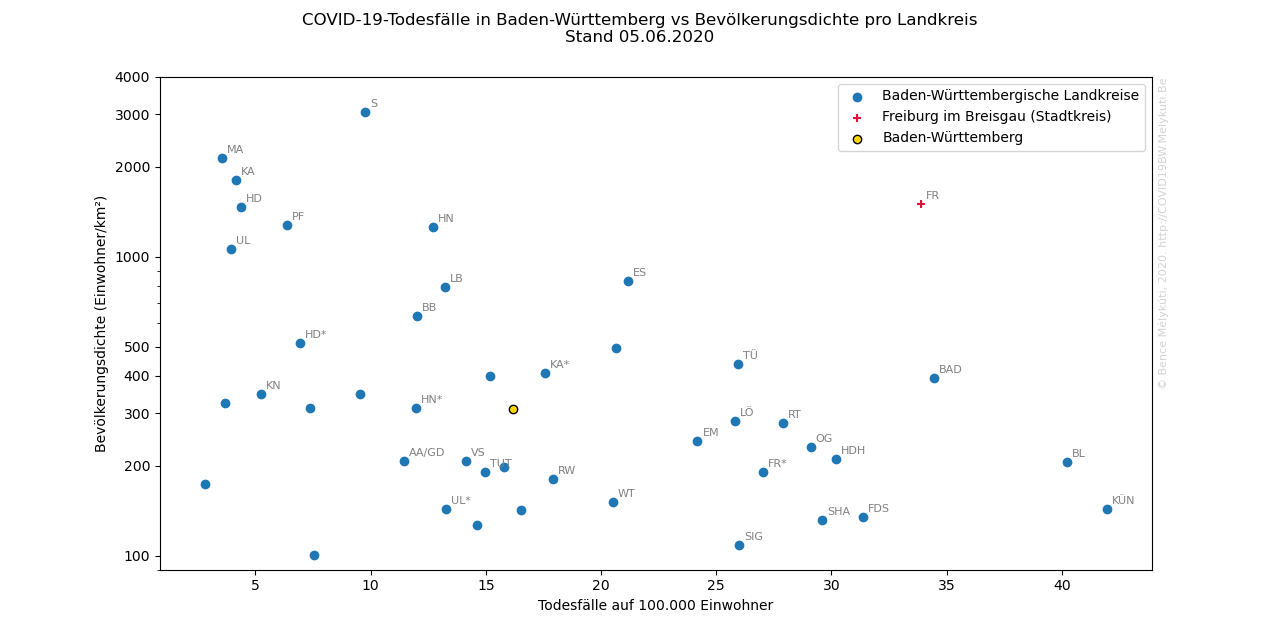 COVID-19-Todesfälle in Baden-Württemberg vs Bevölkerungsdichte pro Landkreis
Stand 05.06.2020
Baden-Württembergische Landkreise
Freiburg im Breisgau (Stadtkreis)
Baden-Württemberg
4000
3000
2000
1000
500
400
300
200
100
Bevölkerungsdichte (Einwohner/km²)
S
MA
KA
HD
PF
UL
HN
FR
ES
LB
BB
HD*
TÜ
KA*
BAD
KN
HN*
LÖ
RT
EM
OG
HDH
AA/GD
VS
TUT
RW
FR*
BL
UL*
WT
SHA
FDS
KÜN
SIG
5
10
15
20
25
30
35
40
Todesfälle auf 100.000 Einwohner
© Bence Mélykúti, 2020. http://COVID19BW.Melykuti.Be